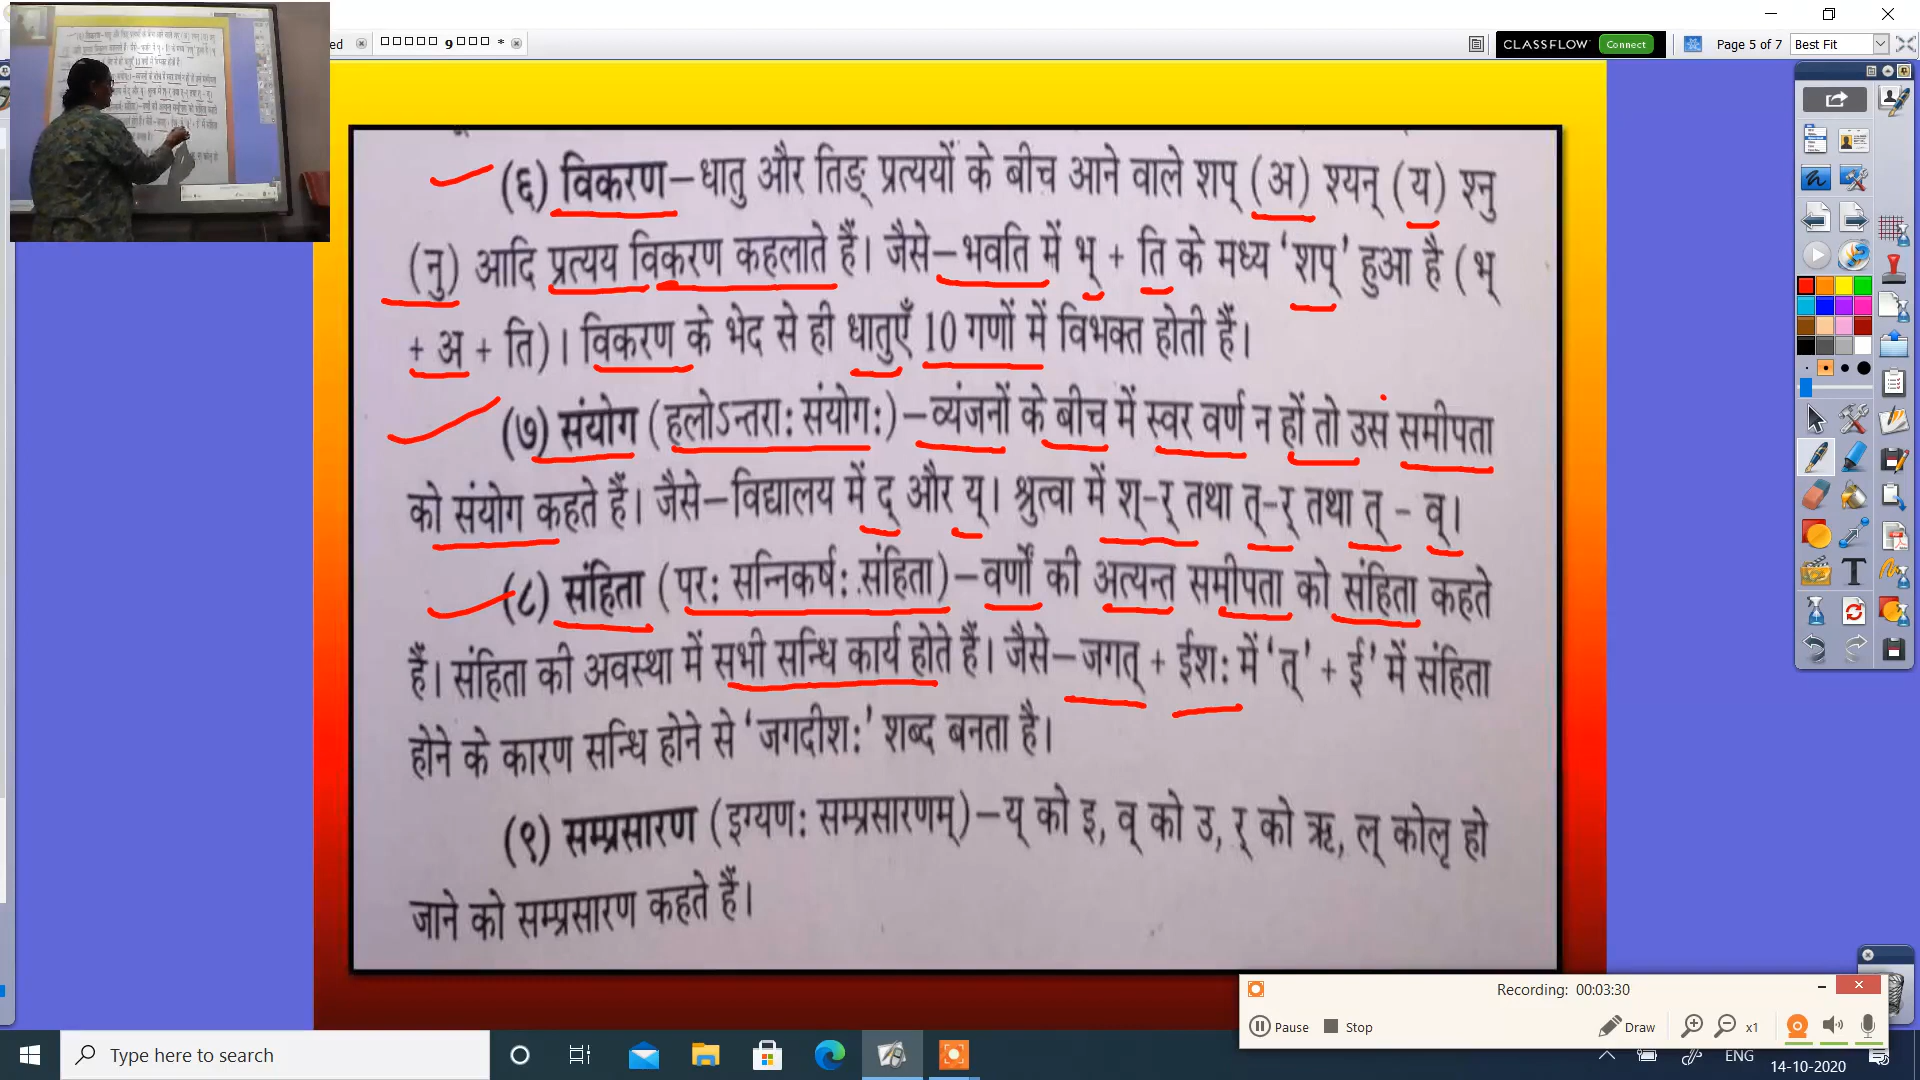 9 *
CLASSFLOW Connect
Page 5 of 7 Best Fit
(६) विकरण–धातु और तिङ् प्रत्ययों के बीच आने वाले शप् (अ) श्यन् (य) श्नु
(नु) आदि प्रत्यय विकरण कहलाते हैं। जैसे–भवति में भ् + ति के मध्य ‘शप्’ हुआ है (भ्
+ अ + ति)। विकरण के भेद से ही धातुएँ 10 गणों में विभक्त होती हैं।
(७) संयोग (हलोऽन्तराः संयोगः)–व्यंजनों के बीच में स्वर वर्ण न हों तो उस समीपता
को संयोग कहते हैं। जैसे–विद्यालय में द् और य्। श्रुत्वा में श्-र् तथा त्-र् तथा त् - व्।
(८) संहिता (परः सन्निकर्षः संहिता)–वर्णों की अत्यन्त समीपता को संहिता कहते
हैं। संहिता की अवस्था में सभी सन्धि कार्य होते हैं। जैसे–जगत् + ईशः में ‘त्’ + ई’ में संहिता
होने के कारण सन्धि होने से ‘जगदीशः’ शब्द बनता है।
(९) सम्प्रसारण (इग्यणः सम्प्रसारणम्)–य् को इ, व् को उ, र् को ऋ, ल् कोलृ हो
जाने को सम्प्रसारण कहते हैं।
Recording: 00:03:30
Pause Stop Draw x1
Type here to search
ENG
14-10-2020